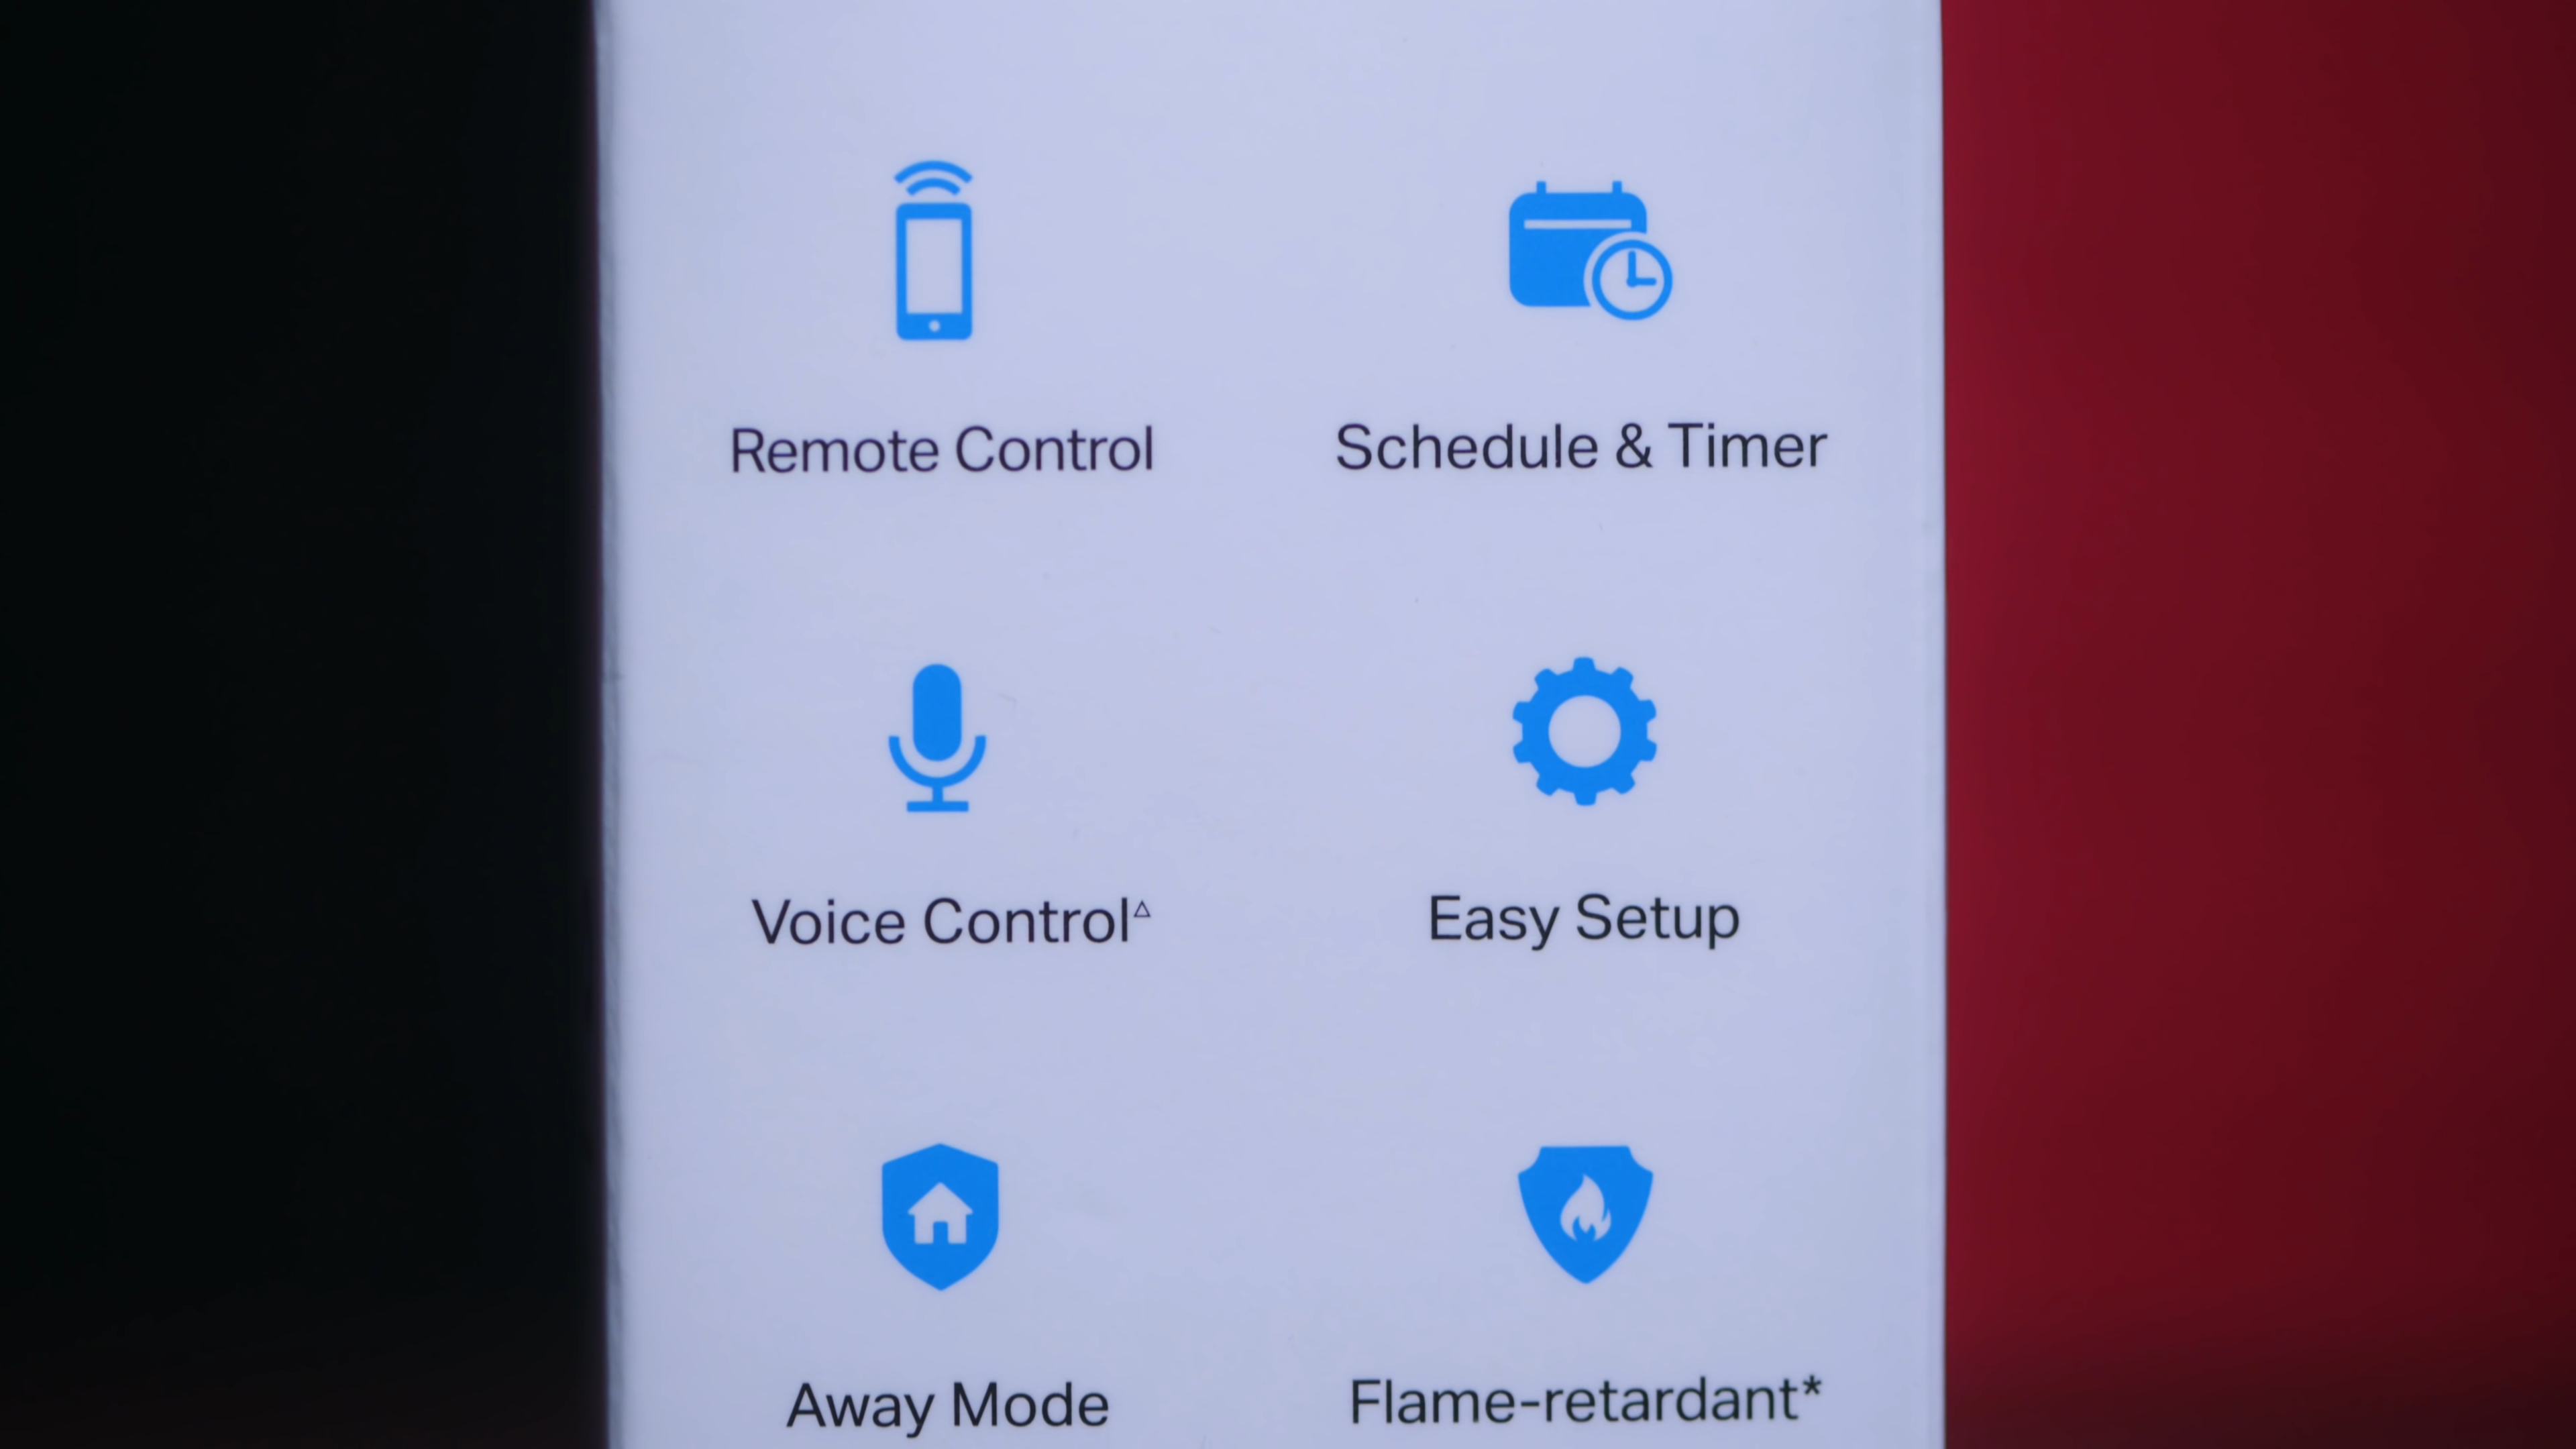 Remote Control
Schedule & Timer
Voice Control△
Easy Setup
Away Mode
Flame-retardant*